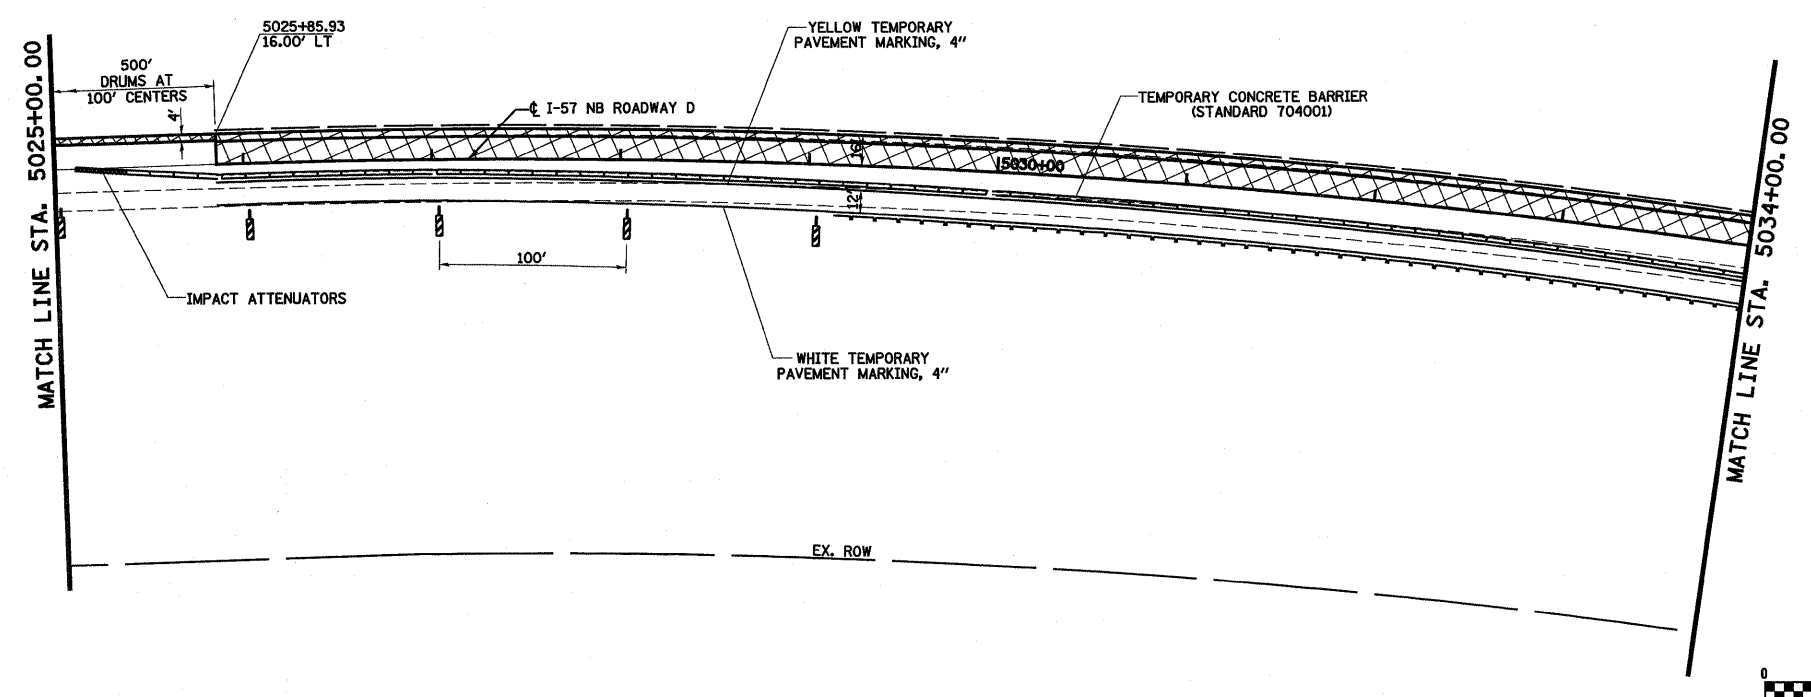 5025+85.93
16.00' LT
YELLOW TEMPORARY
PAVEMENT MARKING, 4"
500'
DRUMS AT
100' CENTERS
4'
℄ I-57 NB ROADWAY D
TEMPORARY CONCRETE BARRIER
(STANDARD 704001)
16'
5030+00
12'
100'
IMPACT ATTENUATORS
WHITE TEMPORARY
PAVEMENT MARKING, 4"
MATCH LINE STA. 5025+00.00
MATCH LINE STA. 5034+00.00
EX. ROW
0